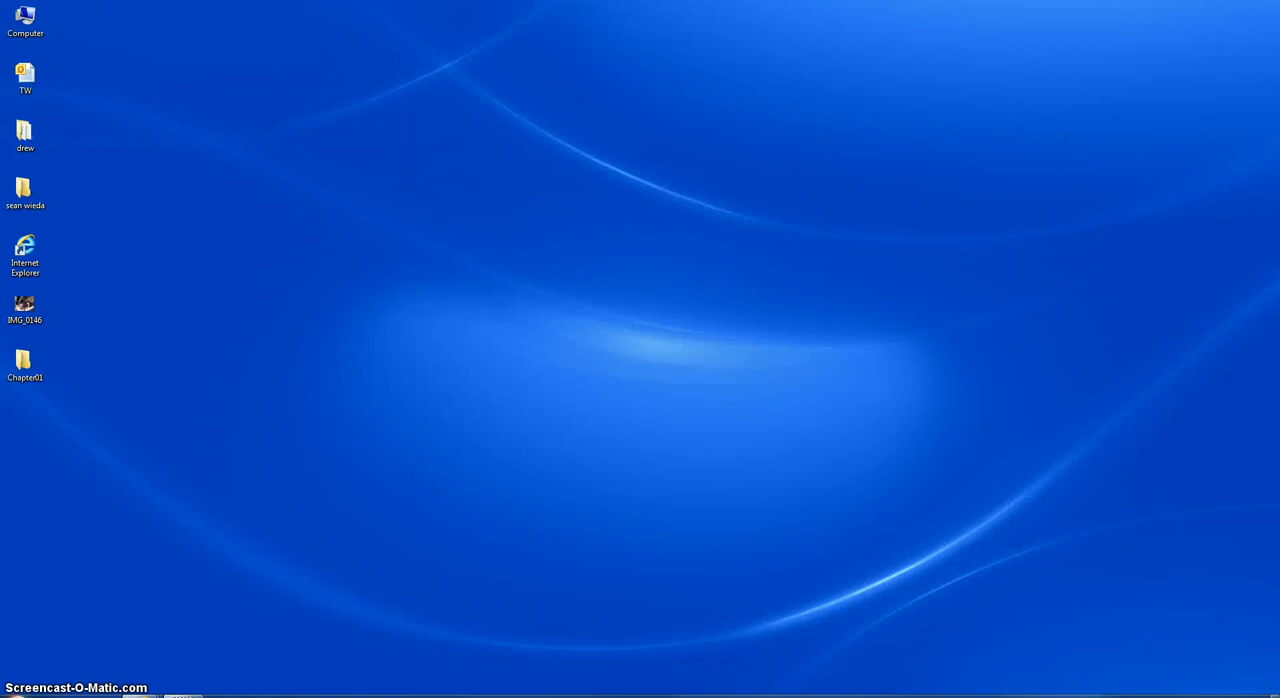 Computer
TW
drew
sean wieda
Internet
Explorer
IMG_0146
Chapter01
Screencast-O-Matic.com